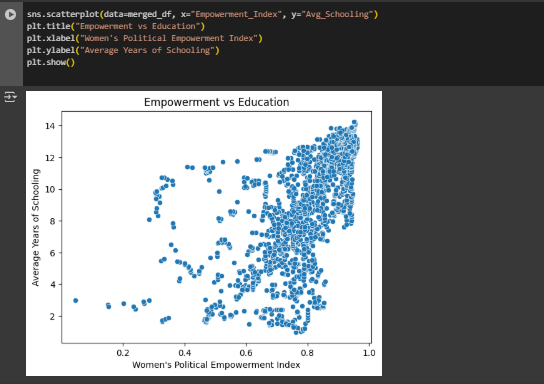 sns.scatterplot(data=merged_df, x="Empowerment_Index", y="Avg_Schooling")
plt.title("Empowerment vs Education")
plt.xlabel("Women's Political Empowerment Index")
plt.ylabel("Average Years of Schooling")
plt.show()
Empowerment vs Education
Average Years of Schooling
14
12
10
8
6
4
2
0.2 0.4 0.6 0.8 1.0
Women's Political Empowerment Index